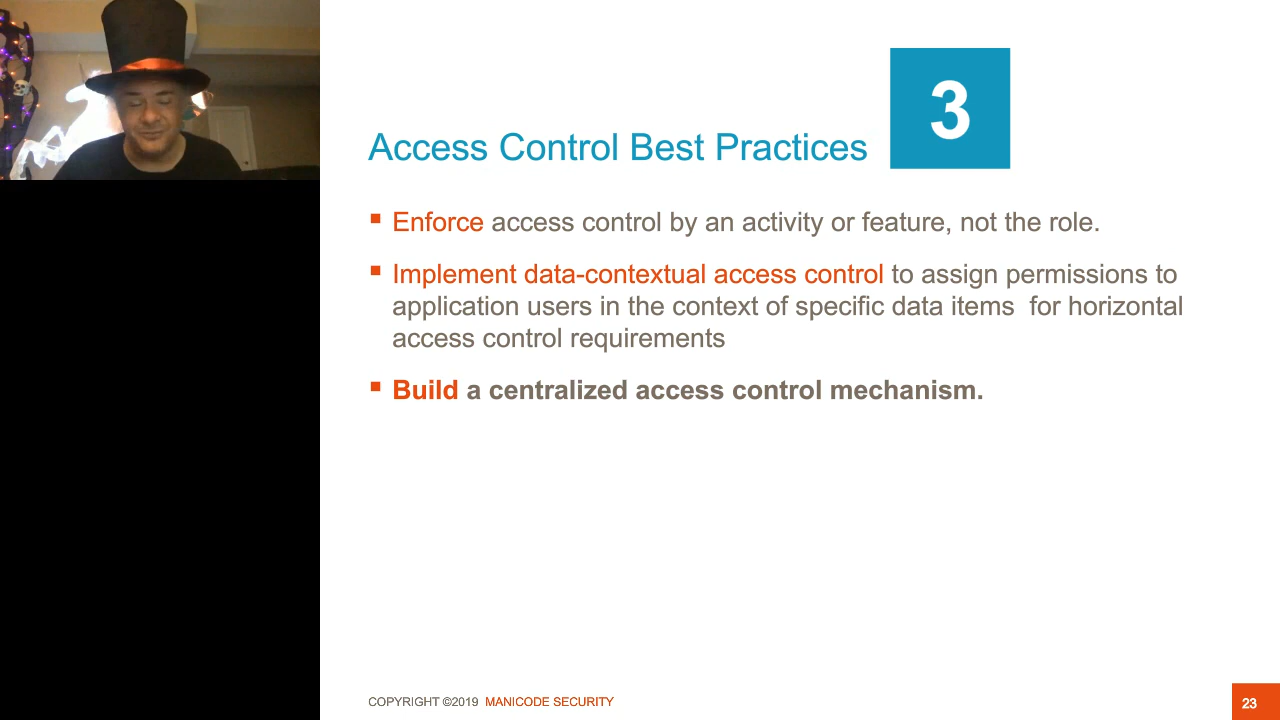 3
Access Control Best Practices
▪ Enforce access control by an activity or feature, not the role.
▪ Implement data-contextual access control to assign permissions to
application users in the context of specific data items  for horizontal
access control requirements
▪ Build a centralized access control mechanism.
COPYRIGHT ©2019 MANICODE SECURITY
23